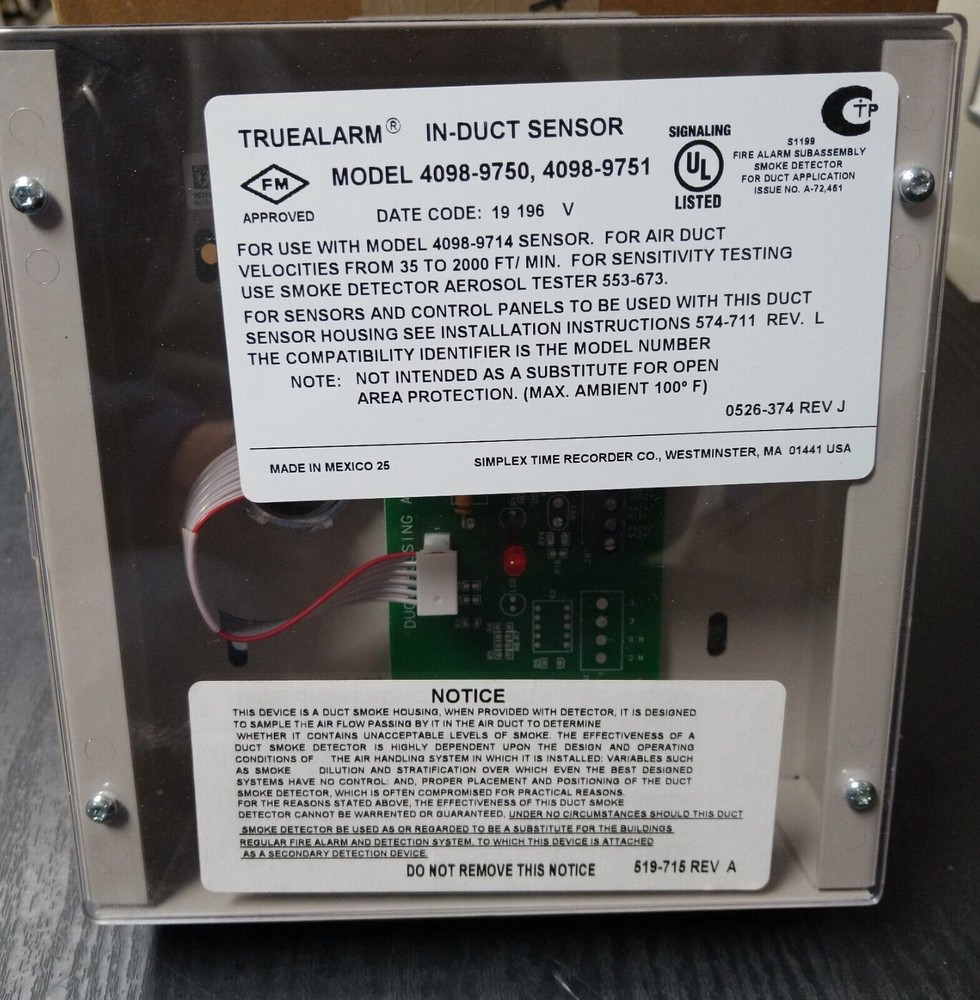 TRUEALARM® IN-DUCT SENSOR
FM
APPROVED
MODEL 4098-9750, 4098-9751
DATE CODE: 19 196 V
SIGNALING
UL
LISTED
S1199
FIRE ALARM SUBASSEMBLY
SMOKE DETECTOR
FOR DUCT APPLICATION
ISSUE NO. A-72,461
FOR USE WITH MODEL 4098-9714 SENSOR. FOR AIR DUCT
VELOCITIES FROM 35 TO 2000 FT/ MIN. FOR SENSITIVITY TESTING
USE SMOKE DETECTOR AEROSOL TESTER 553-673.
FOR SENSORS AND CONTROL PANELS TO BE USED WITH THIS DUCT
SENSOR HOUSING SEE INSTALLATION INSTRUCTIONS 574-711 REV. L
THE COMPATIBILITY IDENTIFIER IS THE MODEL NUMBER
NOTE: NOT INTENDED AS A SUBSTITUTE FOR OPEN
AREA PROTECTION. (MAX. AMBIENT 100° F)
0526-374 REV J
MADE IN MEXICO 25
SIMPLEX TIME RECORDER CO., WESTMINSTER, MA 01441 USA
NOTICE
THIS DEVICE IS A DUCT SMOKE HOUSING, WHEN PROVIDED WITH DETECTOR, IT IS DESIGNED
TO SAMPLE THE AIR FLOW PASSING BY IT IN THE AIR DUCT TO DETERMINE
WHETHER IT CONTAINS UNACCEPTABLE LEVELS OF SMOKE. THE EFFECTIVENESS OF A
DUCT SMOKE DETECTOR IS HIGHLY DEPENDENT UPON THE DESIGN AND OPERATING
CONDITIONS OF THE AIR HANDLING SYSTEM IN WHICH IT IS INSTALLED: VARIABLES SUCH
AS SMOKE DILUTION AND STRATIFICATION OVER WHICH EVEN THE BEST DESIGNED
SYSTEMS HAVE NO CONTROL: AND, PROPER PLACEMENT AND POSITIONING OF THE DUCT
SMOKE DETECTOR, WHICH IS OFTEN COMPROMISED FOR PRACTICAL REASONS.
FOR THE REASONS STATED ABOVE, THE EFFECTIVENESS OF THIS DUCT SMOKE
DETECTOR CANNOT BE WARRENTED OR GUARANTEED, UNDER NO CIRCUMSTANCES SHOULD THIS DUCT
SMOKE DETECTOR BE USED AS OR REGARDED TO BE A SUBSTITUTE FOR THE BUILDINGS
REGULAR FIRE ALARM AND DETECTION SYSTEM, TO WHICH THIS DEVICE IS ATTACHED
AS A SECONDARY DETECTION DEVICE.
DO NOT REMOVE THIS NOTICE
519-715 REV A